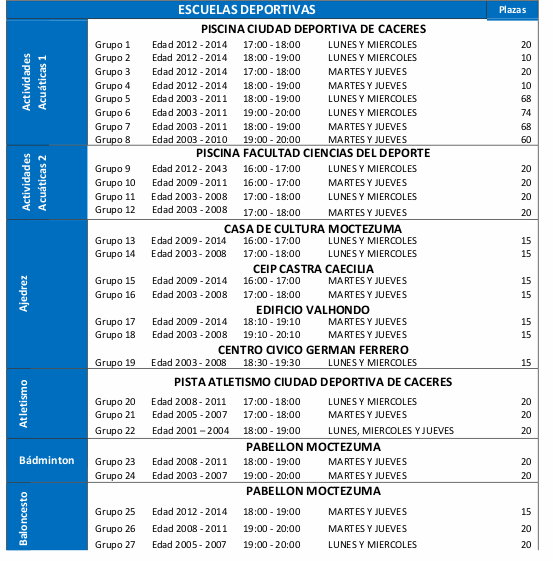 ESCUELAS DEPORTIVAS Plazas
Actividades Acuáticas 1
PISCINA CIUDAD DEPORTIVA DE CACERES
Grupo 1 Edad 2012 - 2014 17:00 - 18:00 LUNES Y MIERCOLES 20
Grupo 2 Edad 2012 - 2014 18:00 - 19:00 LUNES Y MIERCOLES 10
Grupo 3 Edad 2012 - 2014 17:00 - 18:00 MARTES Y JUEVES 20
Grupo 4 Edad 2012 - 2014 18:00 - 19:00 MARTES Y JUEVES 10
Grupo 5 Edad 2003 - 2011 18:00 - 19:00 LUNES Y MIERCOLES 68
Grupo 6 Edad 2003 - 2011 19:00 - 20:00 LUNES Y MIERCOLES 74
Grupo 7 Edad 2003 - 2011 18:00 - 19:00 MARTES Y JUEVES 68
Grupo 8 Edad 2003 - 2010 19:00 - 20:00 MARTES Y JUEVES 60
Actividades Acuáticas 2
PISCINA FACULTAD CIENCIAS DEL DEPORTE
Grupo 9 Edad 2012 - 2043 16:00 - 17:00 LUNES Y MIERCOLES 20
Grupo 10 Edad 2009 - 2011 16:00 - 17:00 MARTES Y JUEVES 20
Grupo 11 Edad 2003 - 2008 17:00 - 18:00 LUNES Y MIERCOLES 20
Grupo 12 Edad 2003 - 2008 17:00 - 18:00 MARTES Y JUEVES 20
Ajedrez
CASA DE CULTURA MOCTEZUMA
Grupo 13 Edad 2009 - 2014 16:00 - 17:00 LUNES Y MIERCOLES 15
Grupo 14 Edad 2003 - 2008 17:00 - 18:00 LUNES Y MIERCOLES 15
CEIP CASTRA CAECILIA
Grupo 15 Edad 2009 - 2014 16:00 - 17:00 MARTES Y JUEVES 15
Grupo 16 Edad 2003 - 2008 17:00 - 18:00 MARTES Y JUEVES 15
EDIFICIO VALHONDO
Grupo 17 Edad 2009 - 2014 18:10 - 19:10 MARTES Y JUEVES 15
Grupo 18 Edad 2003 - 2008 19:10 - 20:10 MARTES Y JUEVES 15
CENTRO CIVICO GERMAN FERRERO
Grupo 19 Edad 2003 - 2008 18:30 - 19:30 LUNES Y MIERCOLES 15
Atletismo
PISTA ATLETISMO CIUDAD DEPORTIVA DE CACERES
Grupo 20 Edad 2008 - 2011 17:00 - 18:00 LUNES Y MIERCOLES 20
Grupo 21 Edad 2005 - 2007 17:00 - 18:00 MARTES Y JUEVES 20
Grupo 22 Edad 2001 – 2004 18:00 - 19:00 LUNES, MIERCOLES Y JUEVES 20
Bádminton
PABELLON MOCTEZUMA
Grupo 23 Edad 2008 - 2011 18:00 - 19:00 MARTES Y JUEVES 20
Grupo 24 Edad 2003 - 2007 19:00 - 20:00 MARTES Y JUEVES 20
Baloncesto
PABELLON MOCTEZUMA
Grupo 25 Edad 2012 - 2014 18:00 - 19:00 MARTES Y JUEVES 15
Grupo 26 Edad 2008 - 2011 19:00 - 20:00 MARTES Y JUEVES 20
Grupo 27 Edad 2005 - 2007 19:00 - 20:00 LUNES Y MIERCOLES 20